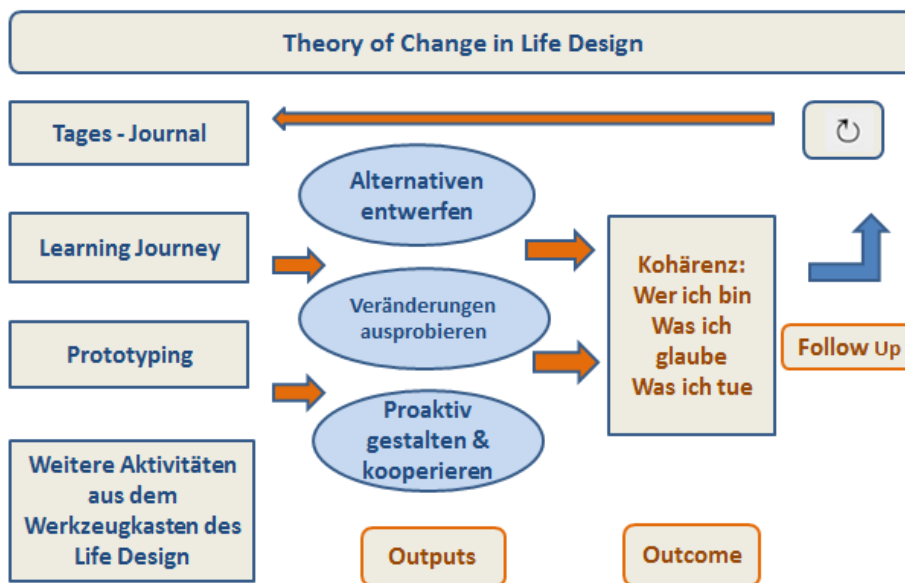 Theory of Change in Life Design
Tages - Journal
Learning Journey
Prototyping
Weitere Aktivitäten
aus dem
Werkzeugkasten des
Life Design
Alternativen
entwerfen
Veränderungen
ausprobieren
Proaktiv
gestalten &
kooperieren
Outputs
Kohärenz:
Wer ich bin
Was ich
glaube
Was ich tue
Outcome
↻
Follow Up